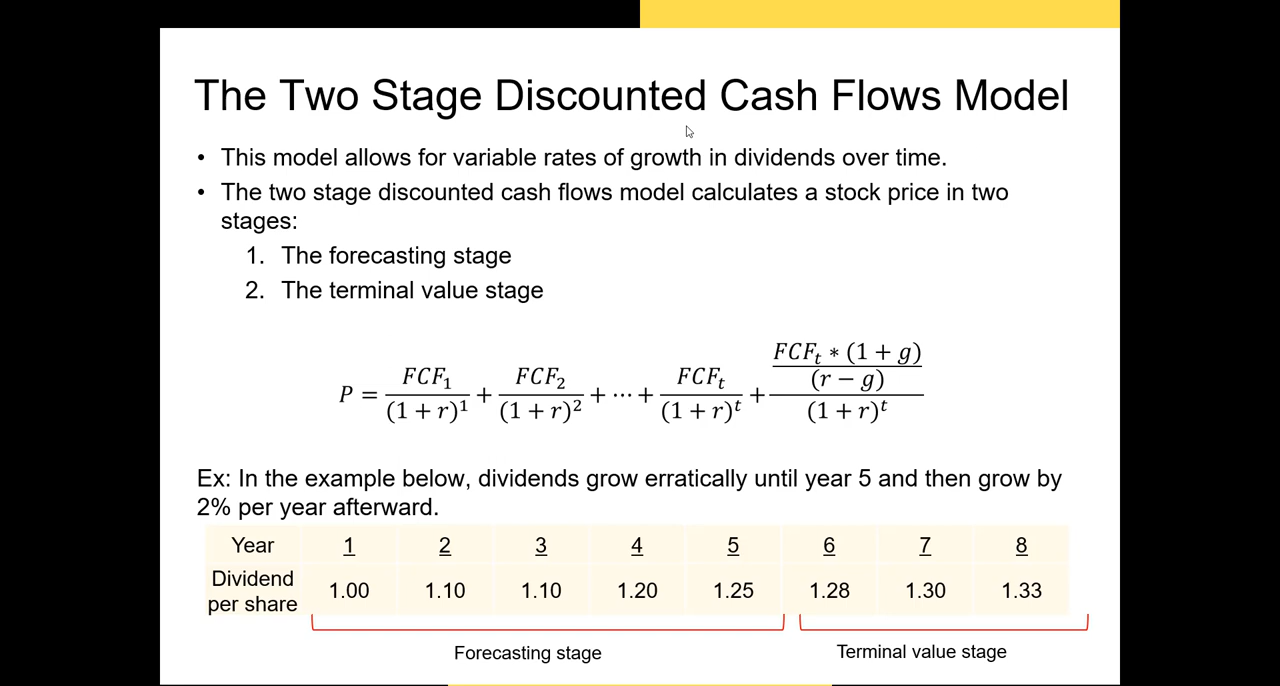 The Two Stage Discounted Cash Flows Model
• This model allows for variable rates of growth in dividends over time.
• The two stage discounted cash flows model calculates a stock price in two
stages:
1. The forecasting stage
2. The terminal value stage
P = FCF₁/(1 + r)¹ + FCF₂/(1 + r)² + ⋯ + FCFₜ/(1 + r)ᵗ + (FCFₜ * (1 + g)/(r − g))/(1 + r)ᵗ
Ex: In the example below, dividends grow erratically until year 5 and then grow by
2% per year afterward.
Year 1 2 3 4 5 6 7 8
Dividend
per share 1.00 1.10 1.10 1.20 1.25 1.28 1.30 1.33
Forecasting stage Terminal value stage